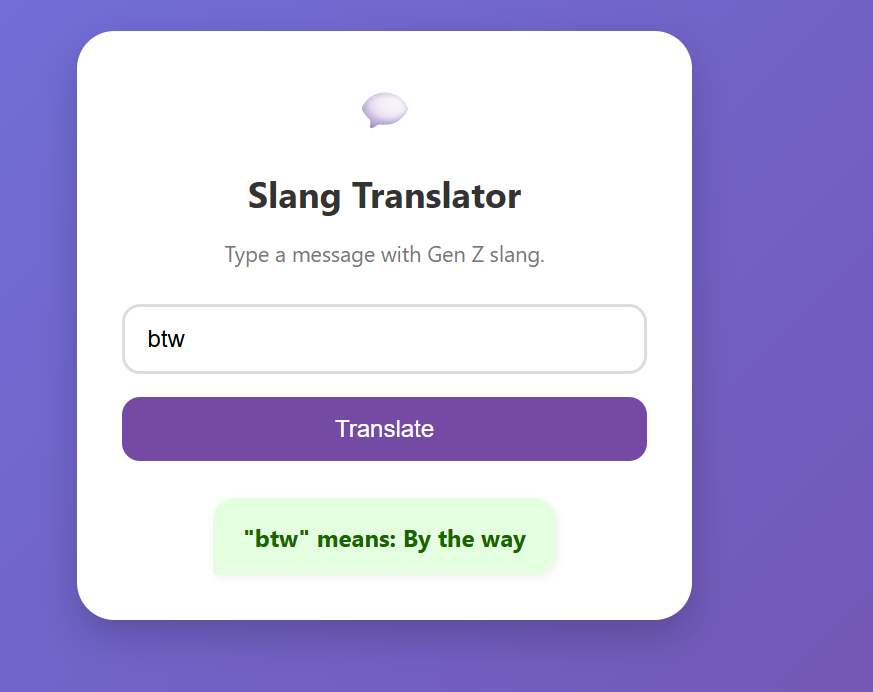 Slang Translator
Type a message with Gen Z slang.
btw
Translate
"btw" means: By the way